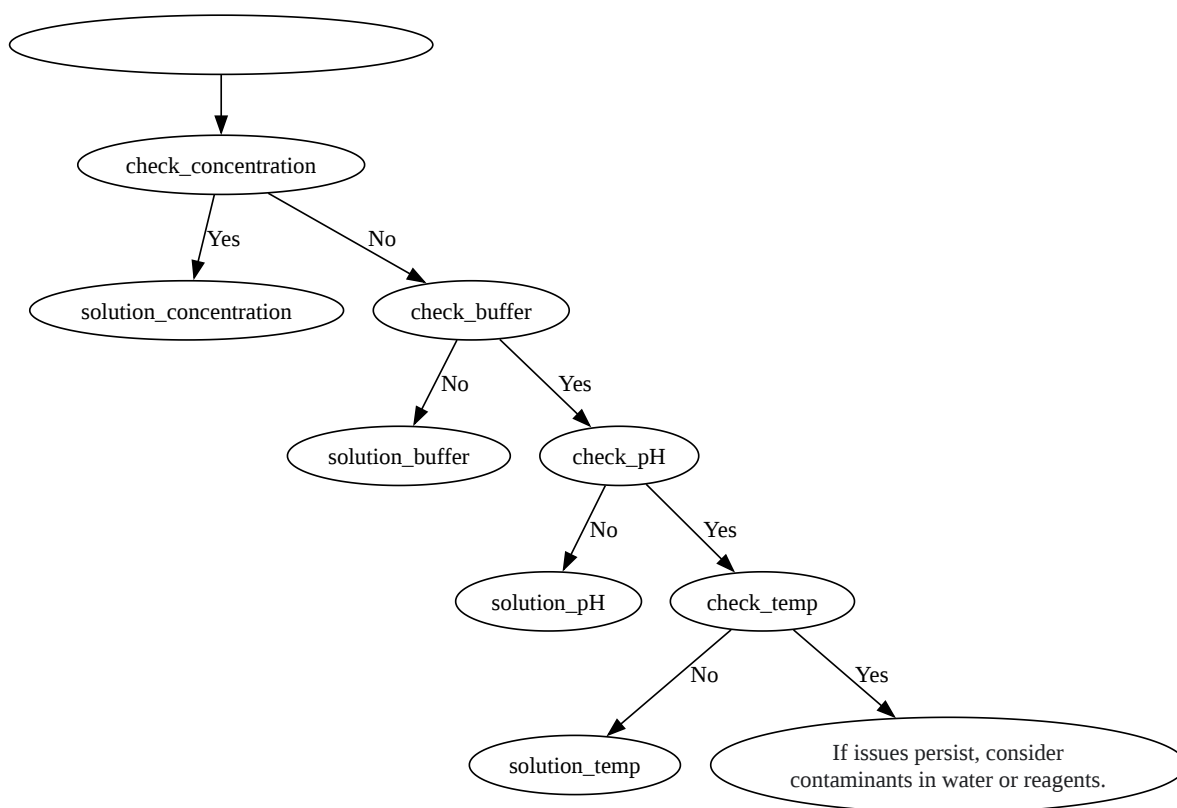 check_concentration
Yes
No
solution_concentration
check_buffer
No
Yes
solution_buffer
check_pH
No
Yes
solution_pH
check_temp
No
Yes
solution_temp
If issues persist, consider
contaminants in water or reagents.